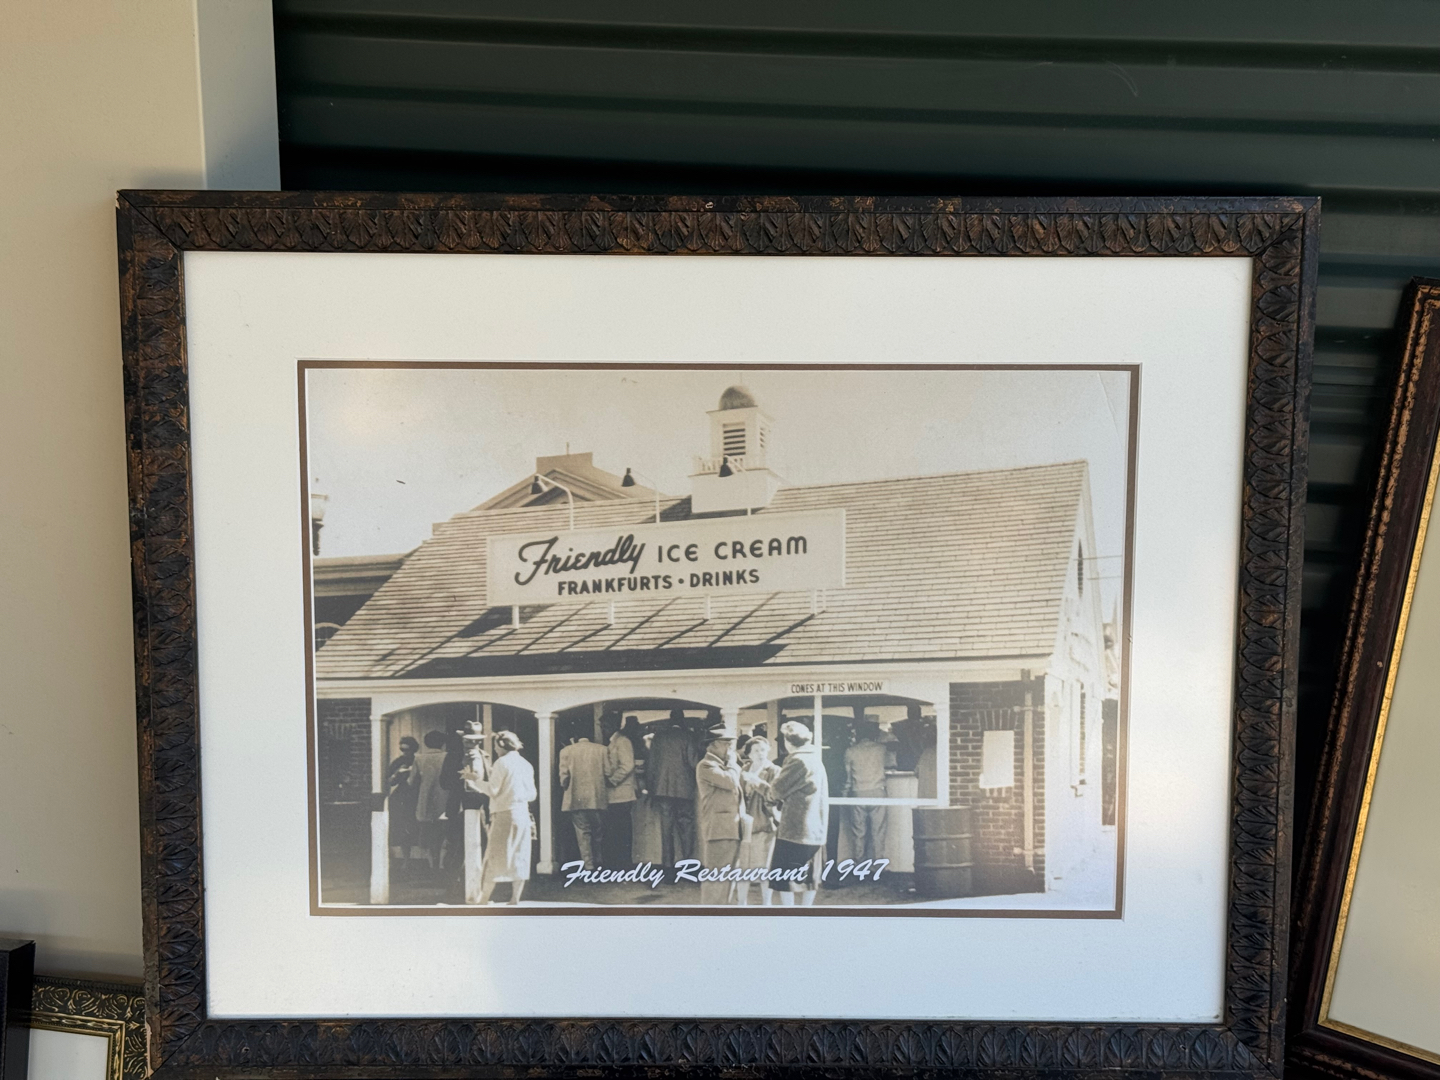 Friendly ICE CREAM
FRANKFURTS • DRINKS
CONES AT THIS WINDOW
Friendly Restaurant 1947